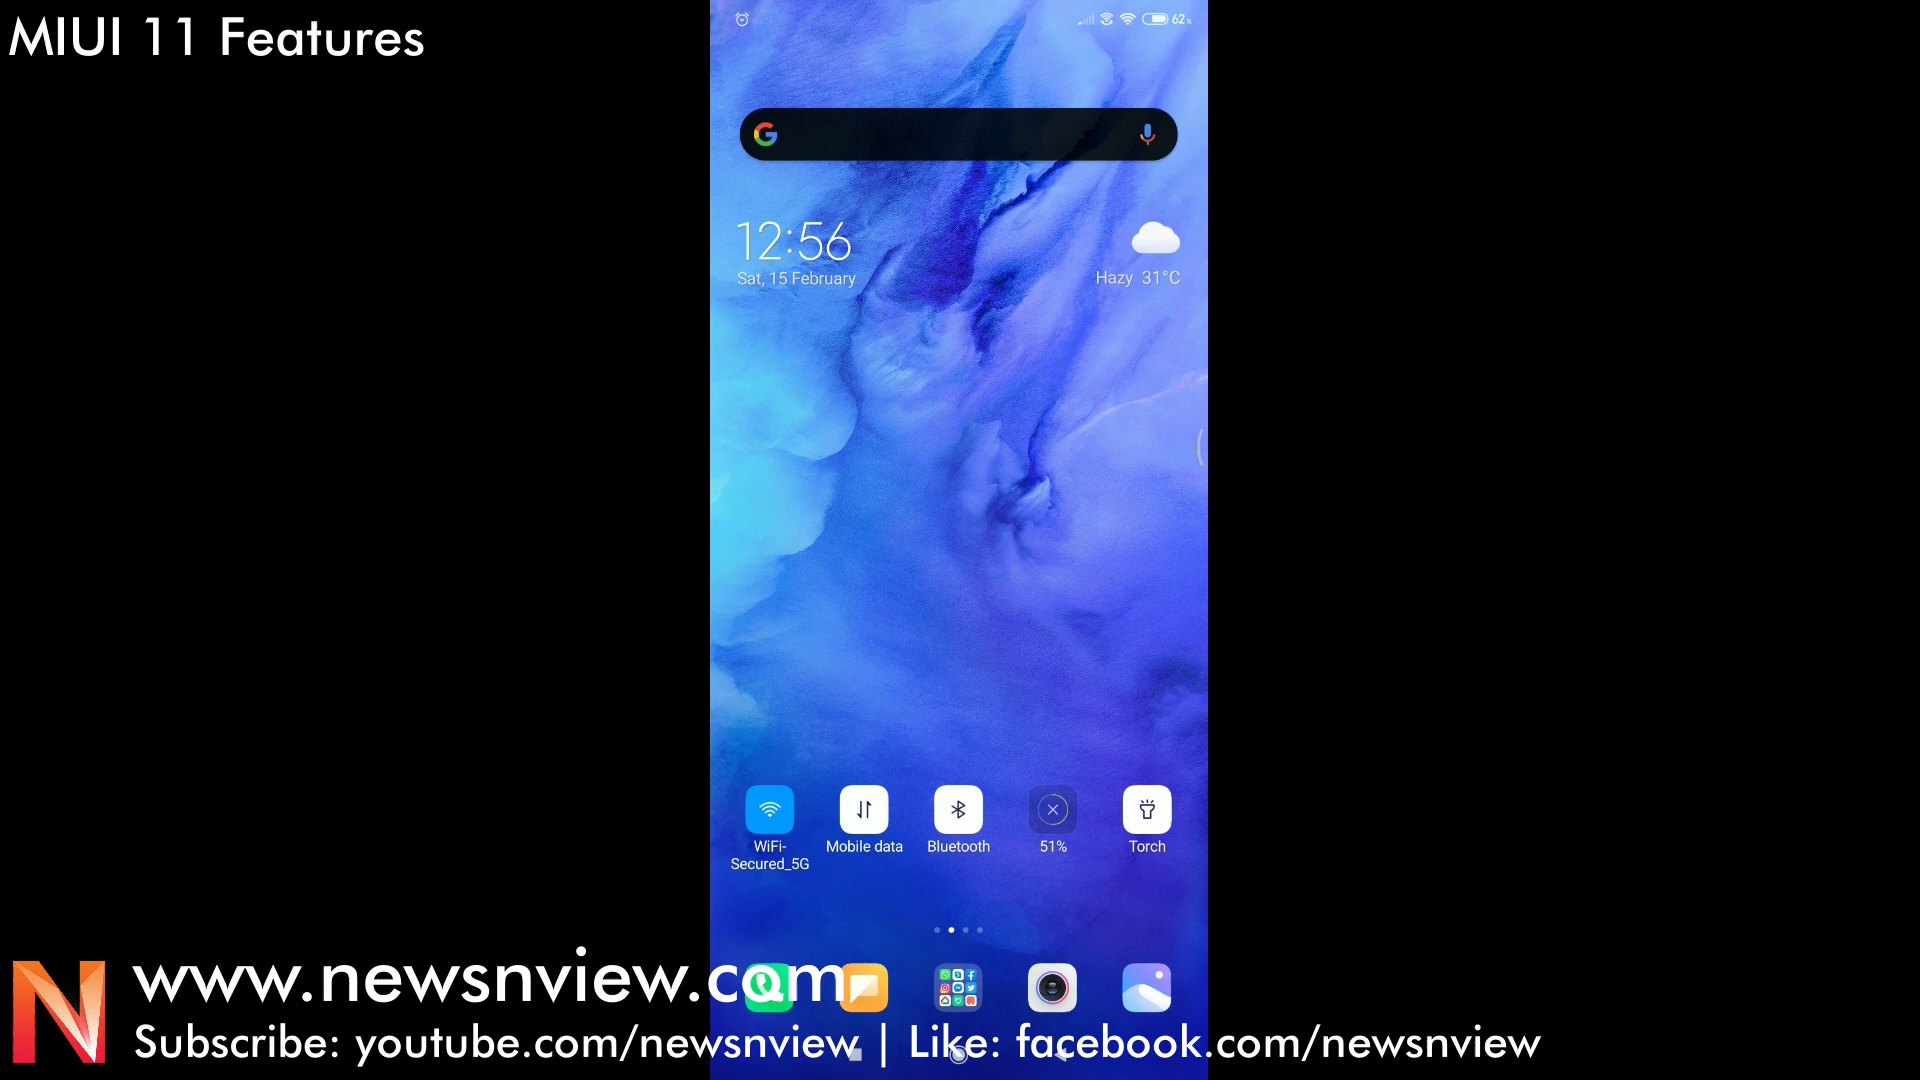 MIUI 11 Features
62%
12:56
Sat, 15 February
Hazy 31°C
WiFi-
Secured_5G
Mobile data
Bluetooth
51%
Torch
www.newsnview.com
Subscribe: youtube.com/newsnview | Like: facebook.com/newsnview